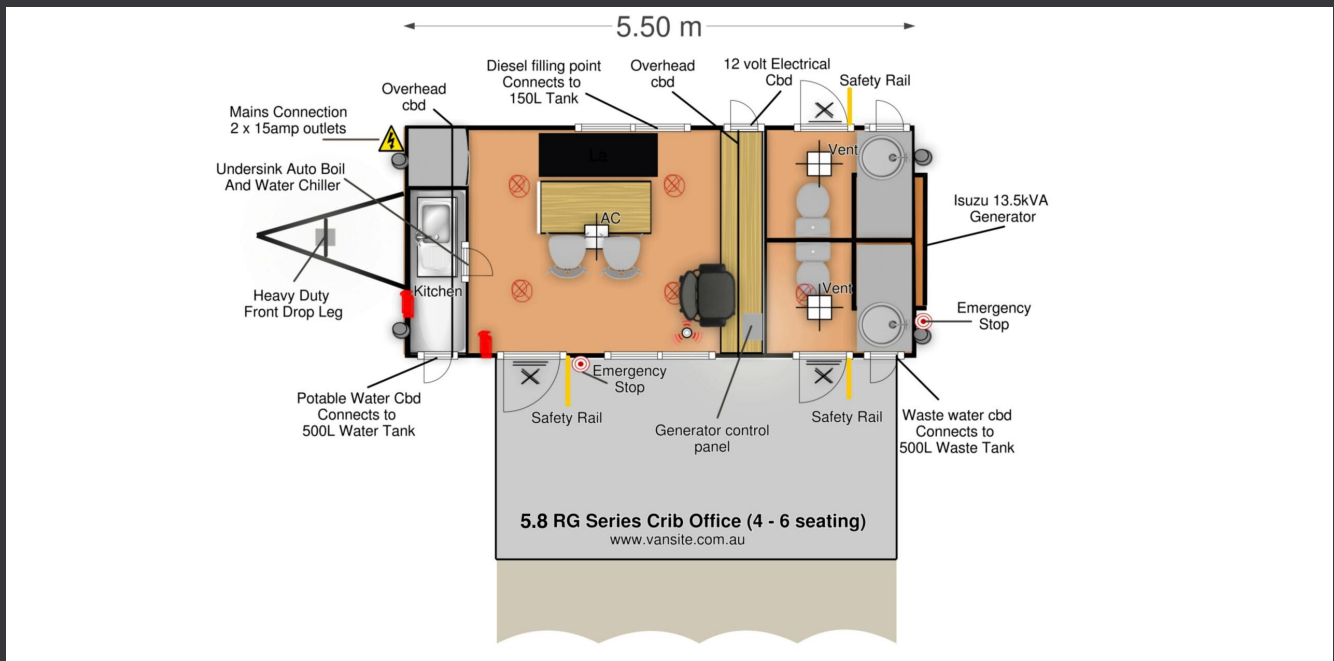 5.50 m
Diesel filling point
Connects to
150L Tank
Overhead
cbd
12 volt Electrical
Cbd
Safety Rail
Overhead
cbd
Mains Connection
2 x 15amp outlets
Undersink Auto Boil
And Water Chiller
La
Vent
AC
Isuzu 13.5kVA
Generator
Kitchen
Vent
Heavy Duty
Front Drop Leg
Emergency
Stop
Emergency
Stop
Potable Water Cbd
Connects to
500L Water Tank
Safety Rail
Generator control
panel
Safety Rail
Waste water cbd
Connects to
500L Waste Tank
5.8 RG Series Crib Office (4 - 6 seating)
www.vansite.com.au